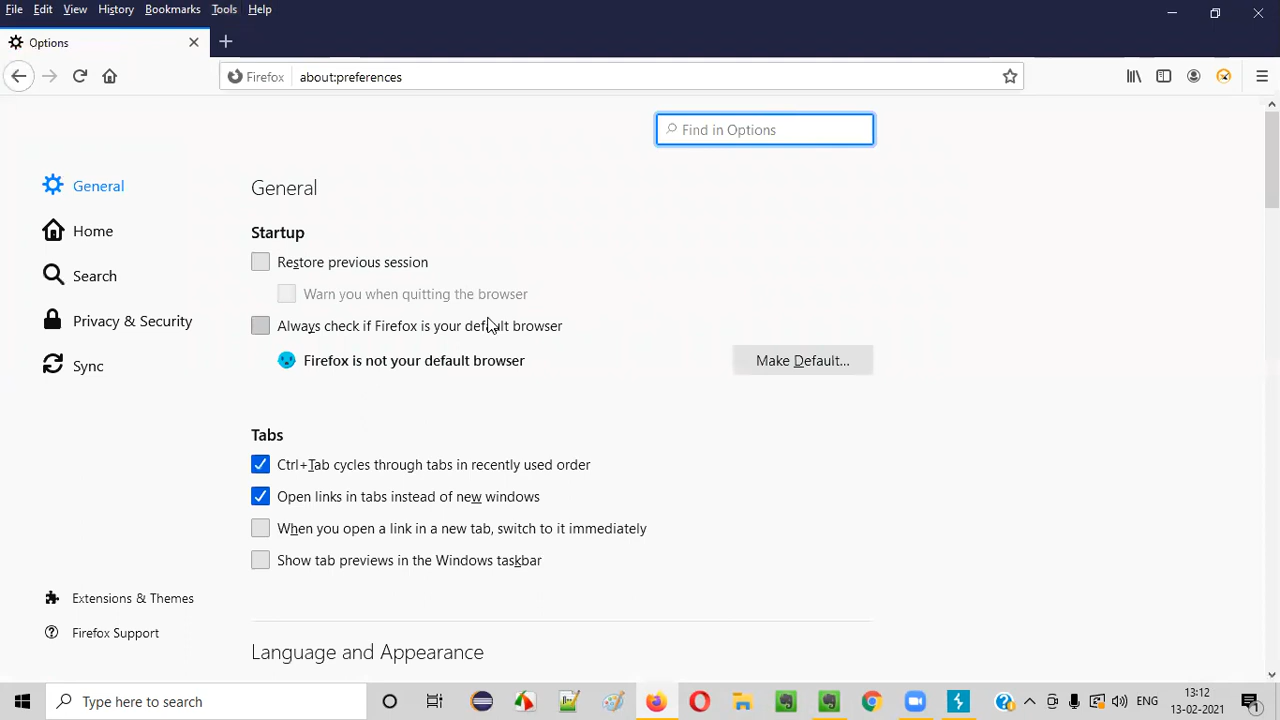 File Edit View History Bookmarks Tools Help
Options
Firefox about:preferences
Find in Options
General
Home
Search
Privacy & Security
Sync
Extensions & Themes
Firefox Support
General
Startup
Restore previous session
Warn you when quitting the browser
Always check if Firefox is your default browser
Firefox is not your default browser Make Default...
Tabs
Ctrl+Tab cycles through tabs in recently used order
Open links in tabs instead of new windows
When you open a link in a new tab, switch to it immediately
Show tab previews in the Windows taskbar
Language and Appearance
Type here to search
ENG
3:12
13-02-2021